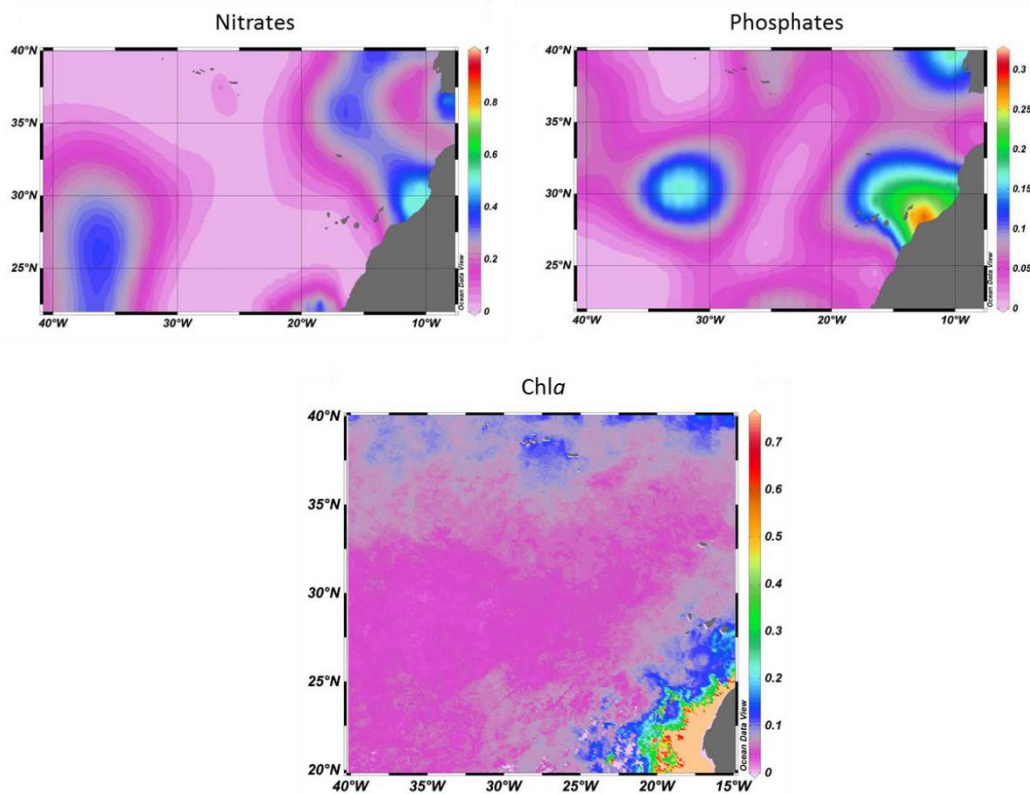 Nitrates
40°N
35°N
30°N
25°N
40°W
30°W
20°W
10°W
1
0.8
0.6
0.4
0.2
0
Ocean Data View
Phosphates
40°N
35°N
30°N
25°N
40°W
30°W
20°W
10°W
0.3
0.25
0.2
0.15
0.1
0.05
0
Ocean Data View
Chla
40°N
35°N
30°N
25°N
20°N
40°W
35°W
30°W
25°W
20°W
15°W
0.7
0.6
0.5
0.4
0.3
0.2
0.1
0
Ocean Data View